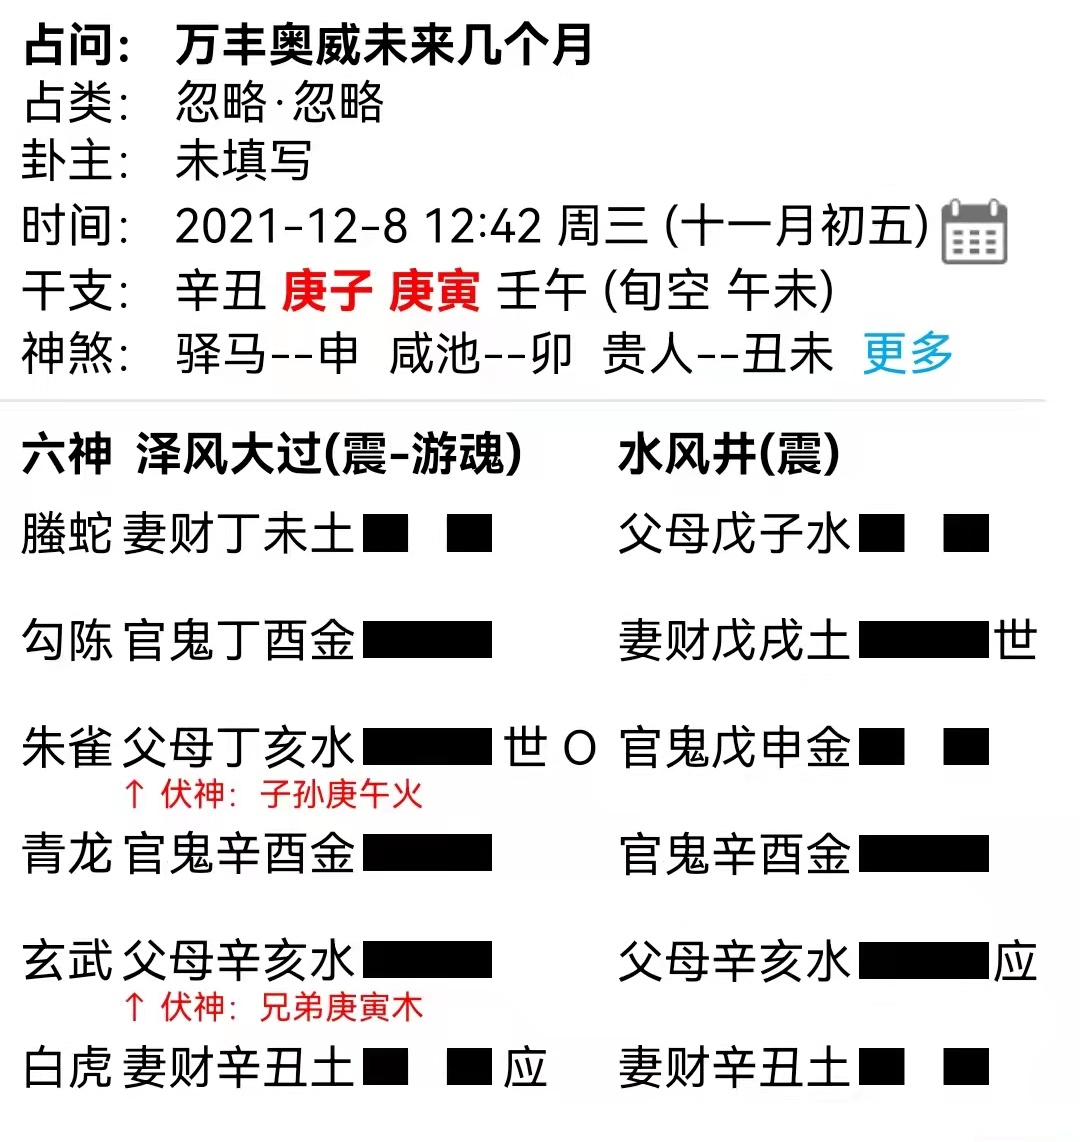 占问： 万丰奥威未来几个月
占类： 忽略·忽略
卦主： 未填写
时间： 2021-12-8 12:42 周三 (十一月初五)
干支： 辛丑 庚子 庚寅 壬午 (旬空 午未)
神煞： 驿马--申 咸池--卯 贵人--丑未 更多
六神 泽风大过(震-游魂) 水风井(震)
螣蛇 妻财丁未土 父母戊子水
勾陈 官鬼丁酉金 妻财戊戌土 世
朱雀 父母丁亥水 世 O 官鬼戊申金
↑ 伏神：子孙庚午火
青龙 官鬼辛酉金 官鬼辛酉金
玄武 父母辛亥水 父母辛亥水 应
↑ 伏神：兄弟庚寅木
白虎 妻财辛丑土 应 妻财辛丑土